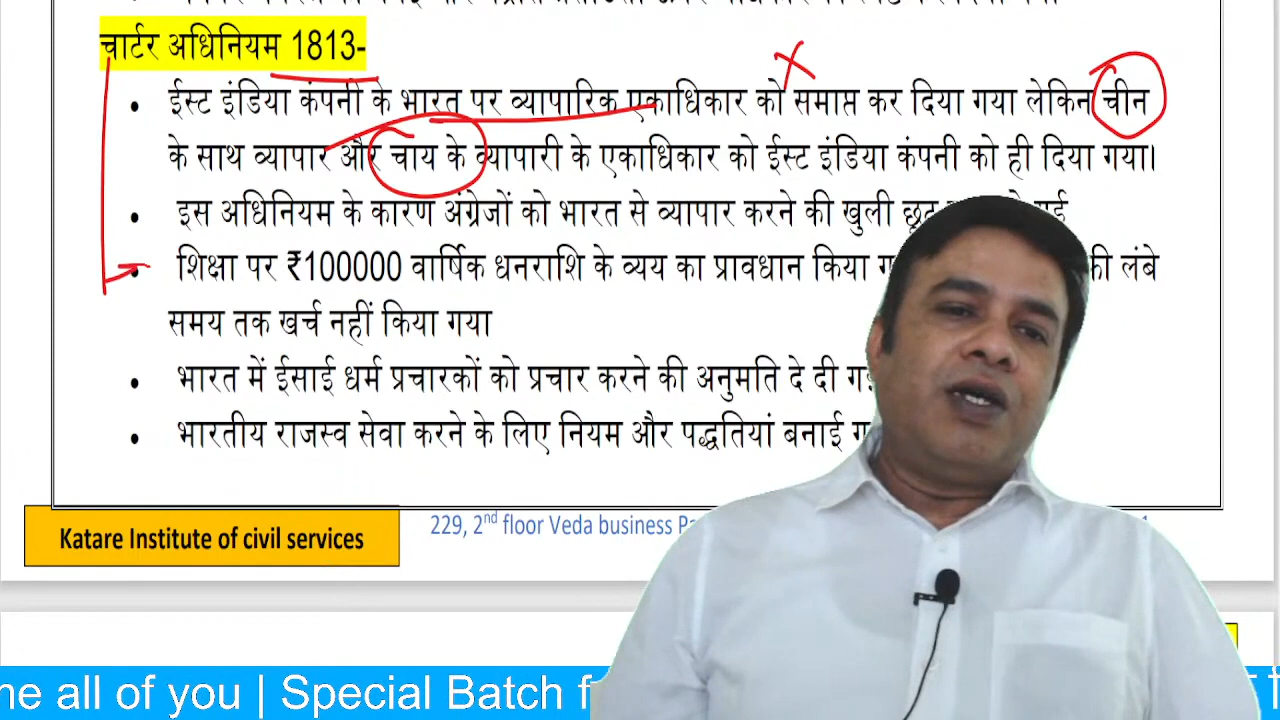 चार्टर अधिनियम 1813-
• ईस्ट इंडिया कंपनी के भारत पर व्यापारिक एकाधिकार को समाप्त कर दिया गया लेकिन चीन
के साथ व्यापार और चाय के व्यापारी के एकाधिकार को ईस्ट इंडिया कंपनी को ही दिया गया।
• इस अधिनियम के कारण अंग्रेजों को भारत से व्यापार करने की खुली
• शिक्षा पर ₹100000 वार्षिक धनराशि के व्यय का प्रावधान किया की लंबे
समय तक खर्च नहीं किया गया
• भारत में ईसाई धर्म प्रचारकों को प्रचार करने की अनुमति दे दी
• भारतीय राजस्व सेवा करने के लिए नियम और पद्धतियां बनाई
Katare Institute of civil services
229, 2nd floor Veda business
all of you | Special Batch